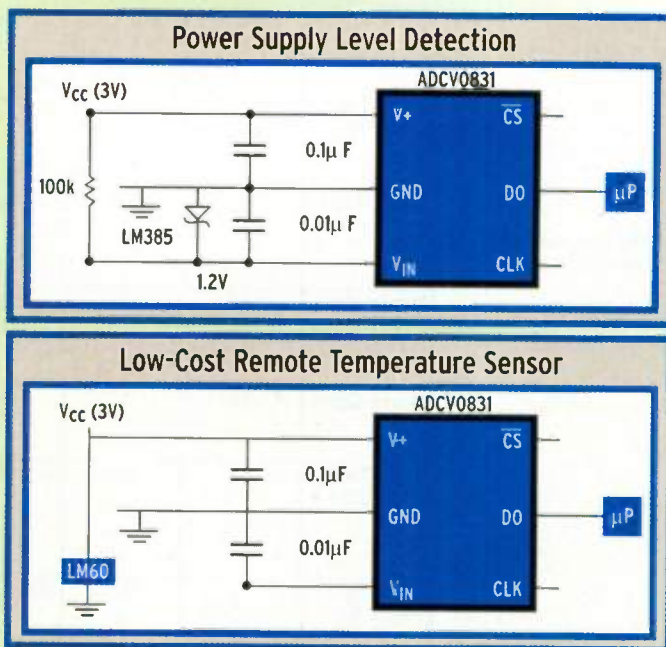 Power Supply Level Detection
ADCV0831
VCC (3V)
V+
CS
0.1μF
100k
GND
DO
μP
LM385
0.01μF
1.2V
VIN
CLK
Low-Cost Remote Temperature Sensor
ADCV0831
VCC (3V)
V+
CS
0.1μF
GND
DO
μP
0.01μF
LM60
VIN
CLK